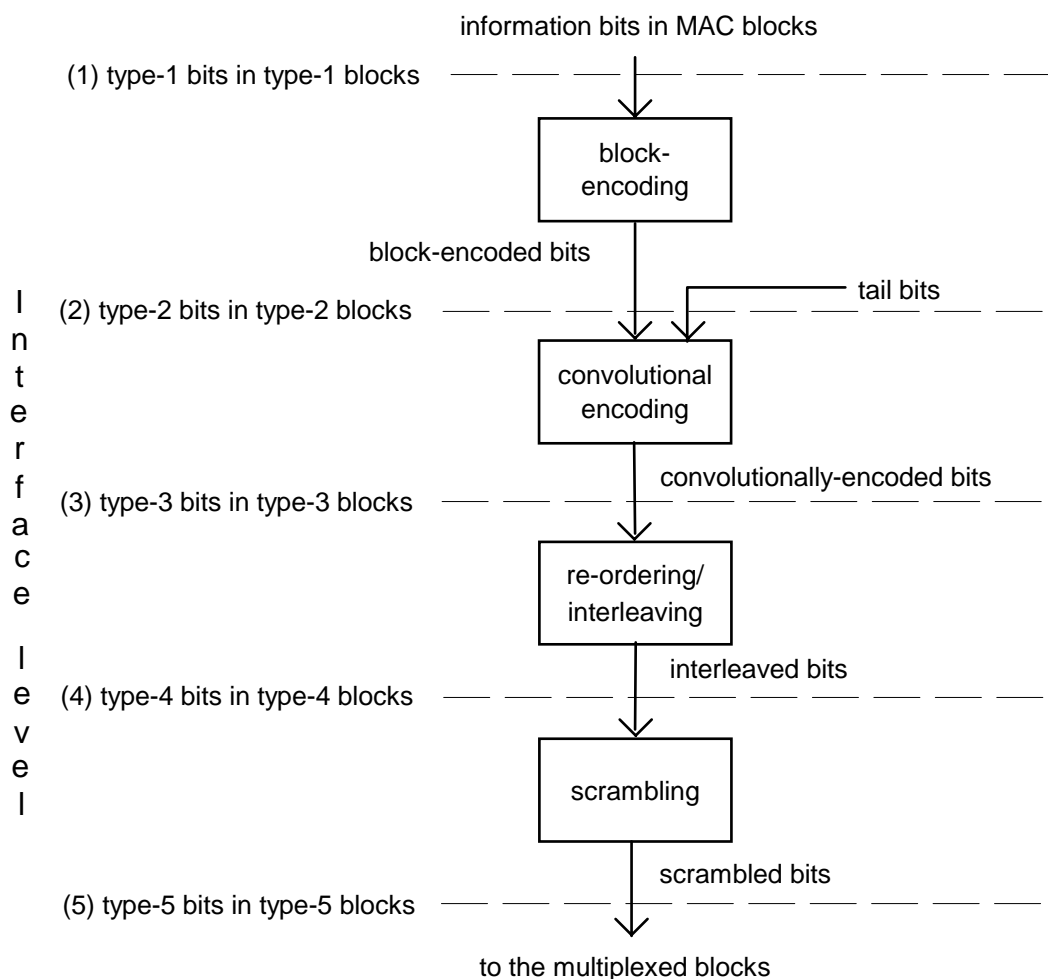 information bits in MAC blocks
(1) type-1 bits in type-1 blocks
block-
encoding
block-encoded bits
tail bits
(2) type-2 bits in type-2 blocks
convolutional
encoding
convolutionally-encoded bits
(3) type-3 bits in type-3 blocks
re-ordering/
interleaving
interleaved bits
(4) type-4 bits in type-4 blocks
scrambling
scrambled bits
(5) type-5 bits in type-5 blocks
to the multiplexed blocks
Interface level